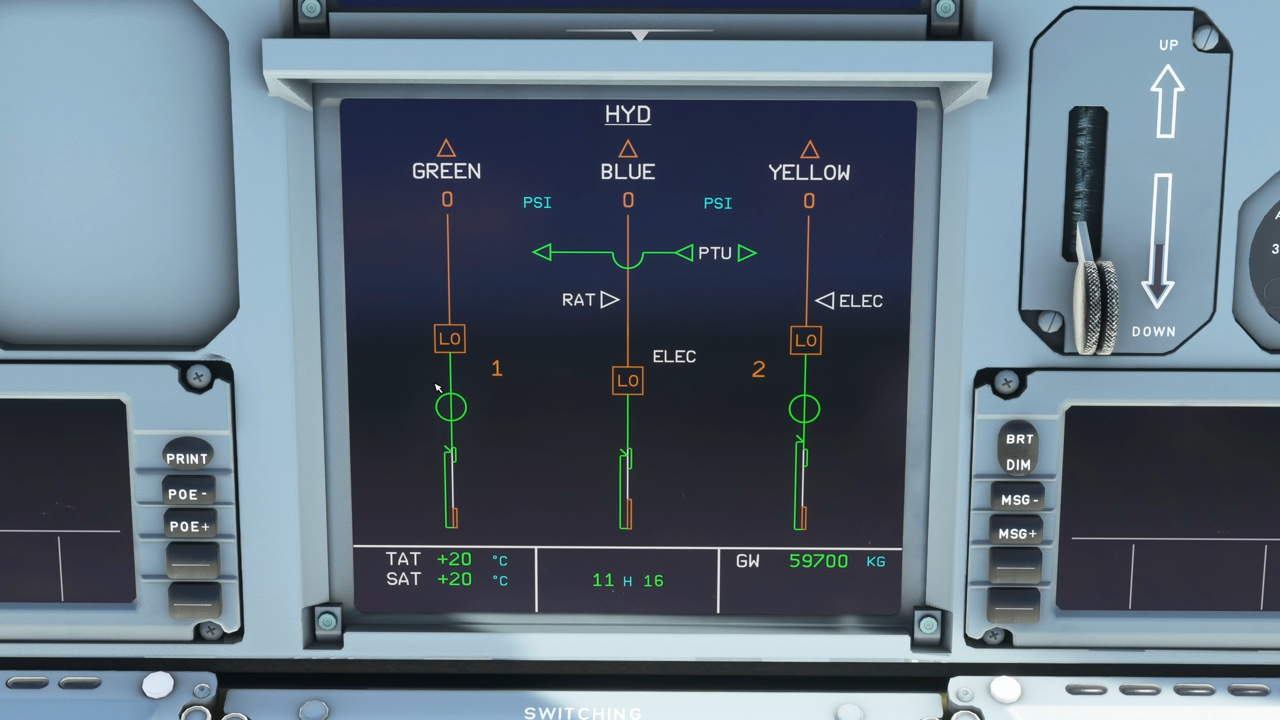 HYD
GREEN BLUE YELLOW
0 PSI 0 PSI 0
PTU
RAT ELEC
LO LO
ELEC
1 2
LO
TAT +20 °C
SAT +20 °C
11 H 16
GW 59700 KG
UP
DOWN
PRINT
POE-
POE+
BRT
DIM
MSG-
MSG+
SWITCHING
3